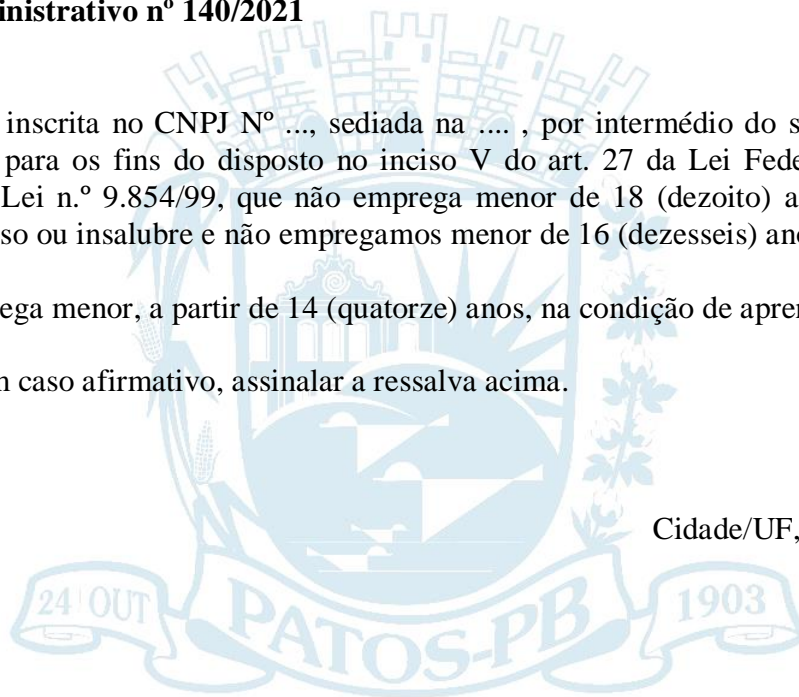 inistrativo nº 140/2021
inscrita no CNPJ Nº ..., sediada na .... , por intermédio do s
para os fins do disposto no inciso V do art. 27 da Lei Fede
Lei n.º 9.854/99, que não emprega menor de 18 (dezoito) a
so ou insalubre e não empregamos menor de 16 (dezesseis) ano
ega menor, a partir de 14 (quatorze) anos, na condição de apren
n caso afirmativo, assinalar a ressalva acima.
Cidade/UF,
24 OUT
PATOS-PB
1903